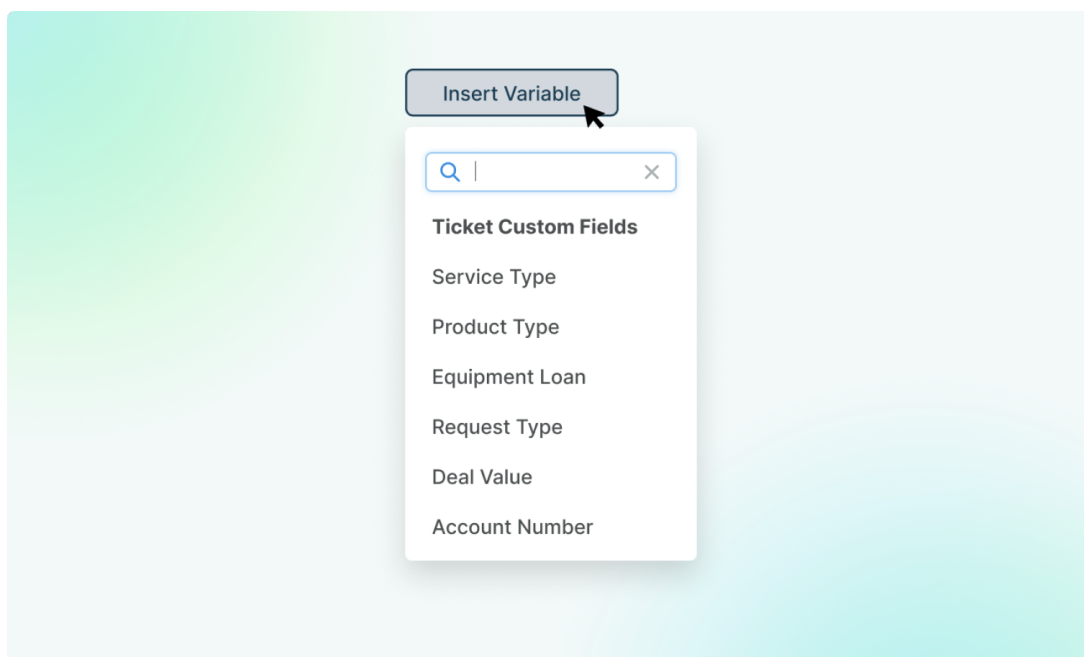 Insert Variable
Ticket Custom Fields
Service Type
Product Type
Equipment Loan
Request Type
Deal Value
Account Number